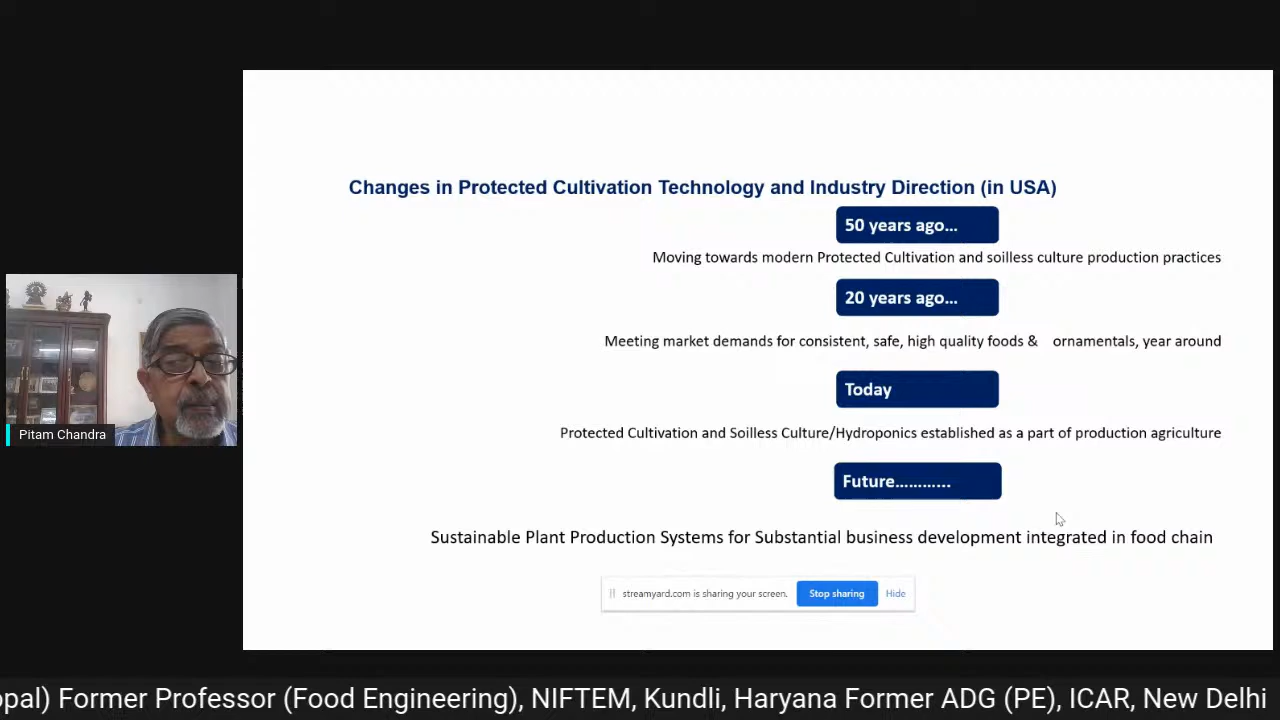 Changes in Protected Cultivation Technology and Industry Direction (in USA)
50 years ago...
Moving towards modern Protected Cultivation and soilless culture production practices
20 years ago...
Meeting market demands for consistent, safe, high quality foods & ornamentals, year around
Today
Protected Cultivation and Soilless Culture/Hydroponics established as a part of production agriculture
Future............
Sustainable Plant Production Systems for Substantial business development integrated in food chain
streamyard.com is sharing your screen. Stop sharing Hide
Pitam Chandra
opal) Former Professor (Food Engineering), NIFTEM, Kundli, Haryana Former ADG (PE), ICAR, New Delhi